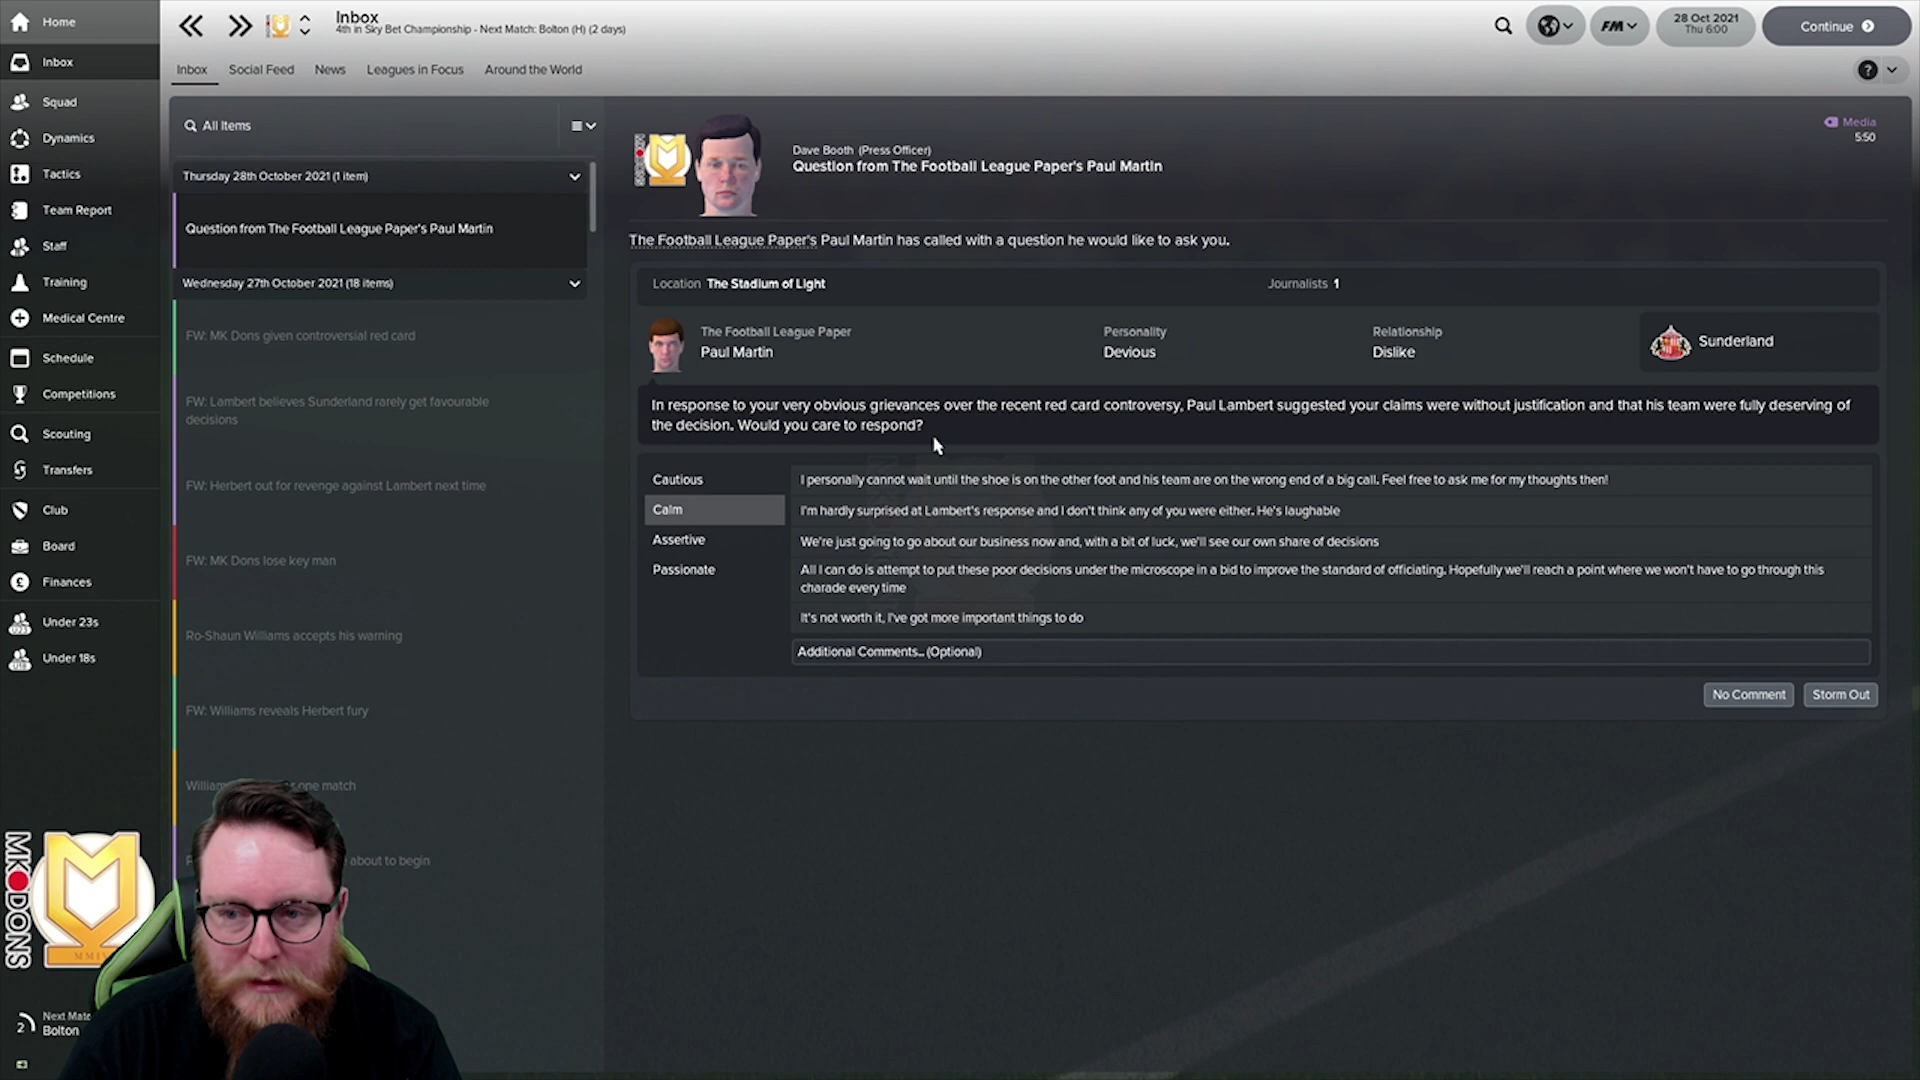 Home
Inbox
Squad
Dynamics
Tactics
Team Report
Staff
Training
Medical Centre
Schedule
Competitions
Scouting
Transfers
Club
Board
Finances
Under 23s
Under 18s
MK DONS
MMIV
Next Matc
2
Bolton
Inbox
4th in Sky Bet Championship - Next Match: Bolton (H) (2 days)
FM
28 Oct 2021
Thu 6:00
Continue
Inbox
Social Feed
News
Leagues in Focus
Around the World
?
All Items
Thursday 28th October 2021 (1 item)
Question from The Football League Paper's Paul Martin
Wednesday 27th October 2021 (18 items)
FW: MK Dons given controversial red card
FW: Lambert believes Sunderland rarely get favourable
decisions
FW: Herbert out for revenge against Lambert next time
FW: MK Dons lose key man
Ro-Shaun Williams accepts his warning
FW: Williams reveals Herbert fury
William
one match
about to begin
Media
5:50
Dave Booth (Press Officer)
Question from The Football League Paper's Paul Martin
The Football League Paper's Paul Martin has called with a question he would like to ask you.
Location The Stadium of Light
Journalists 1
The Football League Paper
Paul Martin
Personality
Devious
Relationship
Dislike
Sunderland
In response to your very obvious grievances over the recent red card controversy, Paul Lambert suggested your claims were without justification and that his team were fully deserving of
the decision. Would you care to respond?
Cautious
Calm
Assertive
Passionate
I personally cannot wait until the shoe is on the other foot and his team are on the wrong end of a big call. Feel free to ask me for my thoughts then!
I'm hardly surprised at Lambert's response and I don't think any of you were either. He's laughable
We're just going to go about our business now and, with a bit of luck, we'll see our own share of decisions
All I can do is attempt to put these poor decisions under the microscope in a bid to improve the standard of officiating. Hopefully we'll reach a point where we won't have to go through this
charade every time
It's not worth it, I've got more important things to do
Additional Comments... (Optional)
No Comment
Storm Out